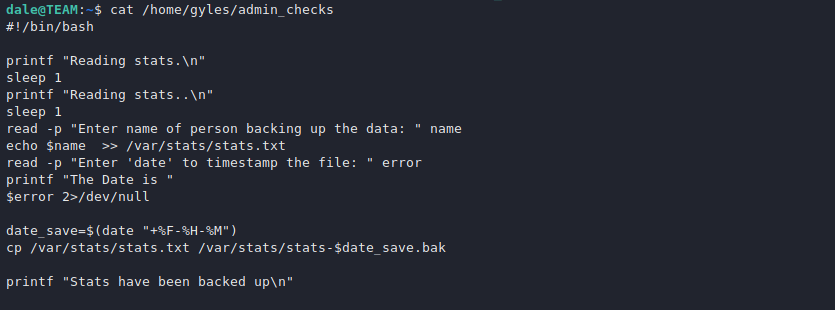 dale@TEAM:~$ cat /home/gyles/admin_checks
#!/bin/bash
printf "Reading stats.\n"
sleep 1
printf "Reading stats..\n"
sleep 1
read -p "Enter name of person backing up the data: " name
echo $name  >> /var/stats/stats.txt
read -p "Enter 'date' to timestamp the file: " error
printf "The Date is "
$error 2>/dev/null
date_save=$(date "+%F-%H-%M")
cp /var/stats/stats.txt /var/stats/stats-$date_save.bak
printf "Stats have been backed up\n"